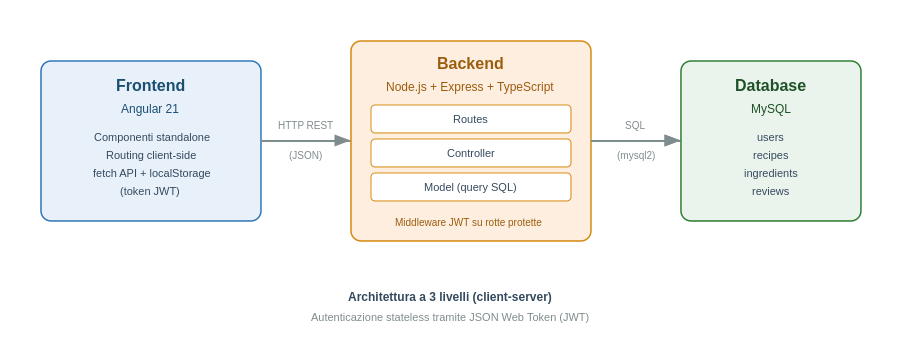 Frontend
Angular 21
Componenti standalone
Routing client-side
fetch API + localStorage
(token JWT)
HTTP REST
(JSON)
Backend
Node.js + Express + TypeScript
Routes
Controller
Model (query SQL)
Middleware JWT su rotte protette
SQL
(mysql2)
Database
MySQL
users
recipes
ingredients
reviews
Architettura a 3 livelli (client-server)
Autenticazione stateless tramite JSON Web Token (JWT)